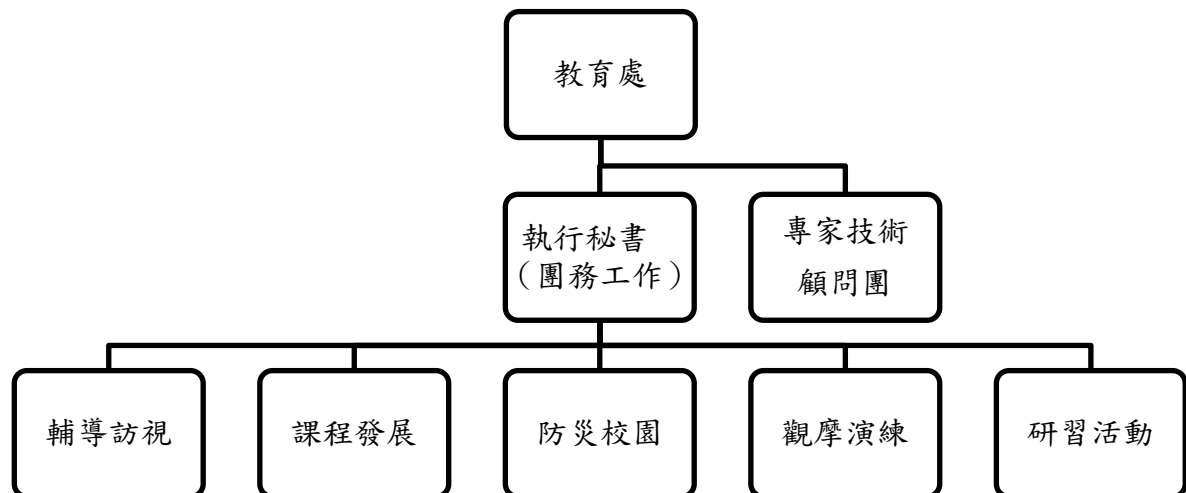 教育處
執行秘書
（團務工作）
專家技術
顧問團
輔導訪視
課程發展
防災校園
觀摩演練
研習活動